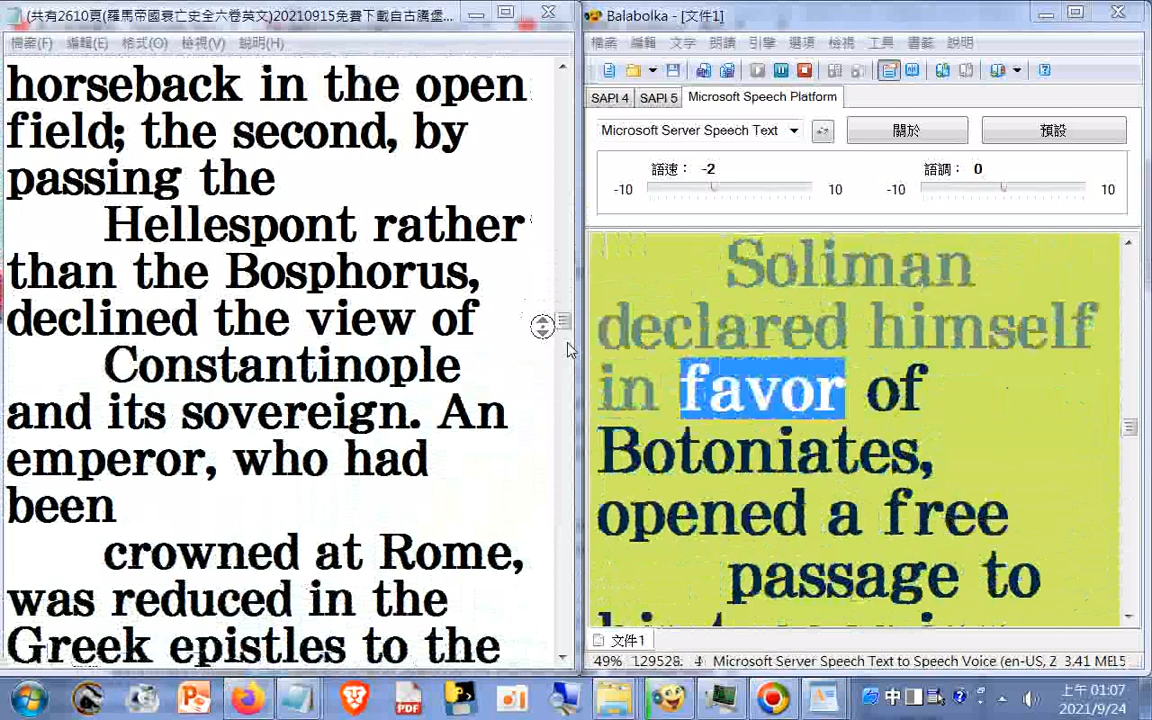 (共有2610頁(羅馬帝國衰亡史全六卷英文)20210915免費下載自古騰堡...
檔案(F) 編輯(E) 格式(O) 檢視(V) 說明(H)
horseback in the open
field; the second, by
passing the
Hellespont rather
than the Bosphorus,
declined the view of
Constantinople
and its sovereign. An
emperor, who had
been
crowned at Rome,
was reduced in the
Greek epistles to the
Balabolka - [文件1]
檔案 編輯 文字 朗讀 引擎 選項 檢視 工具 書籤 說明
SAPI 4 SAPI 5 Microsoft Speech Platform
Microsoft Server Speech Text 關於 預設
語速： -2 語調： 0
-10 10 -10 10
Soliman
declared himself
in favor of
Botoniates,
opened a free
passage to
文件1
49% Microsoft Server Speech Text to Speech Voice (en-US, Z
中 上午 01:07
2021/9/24